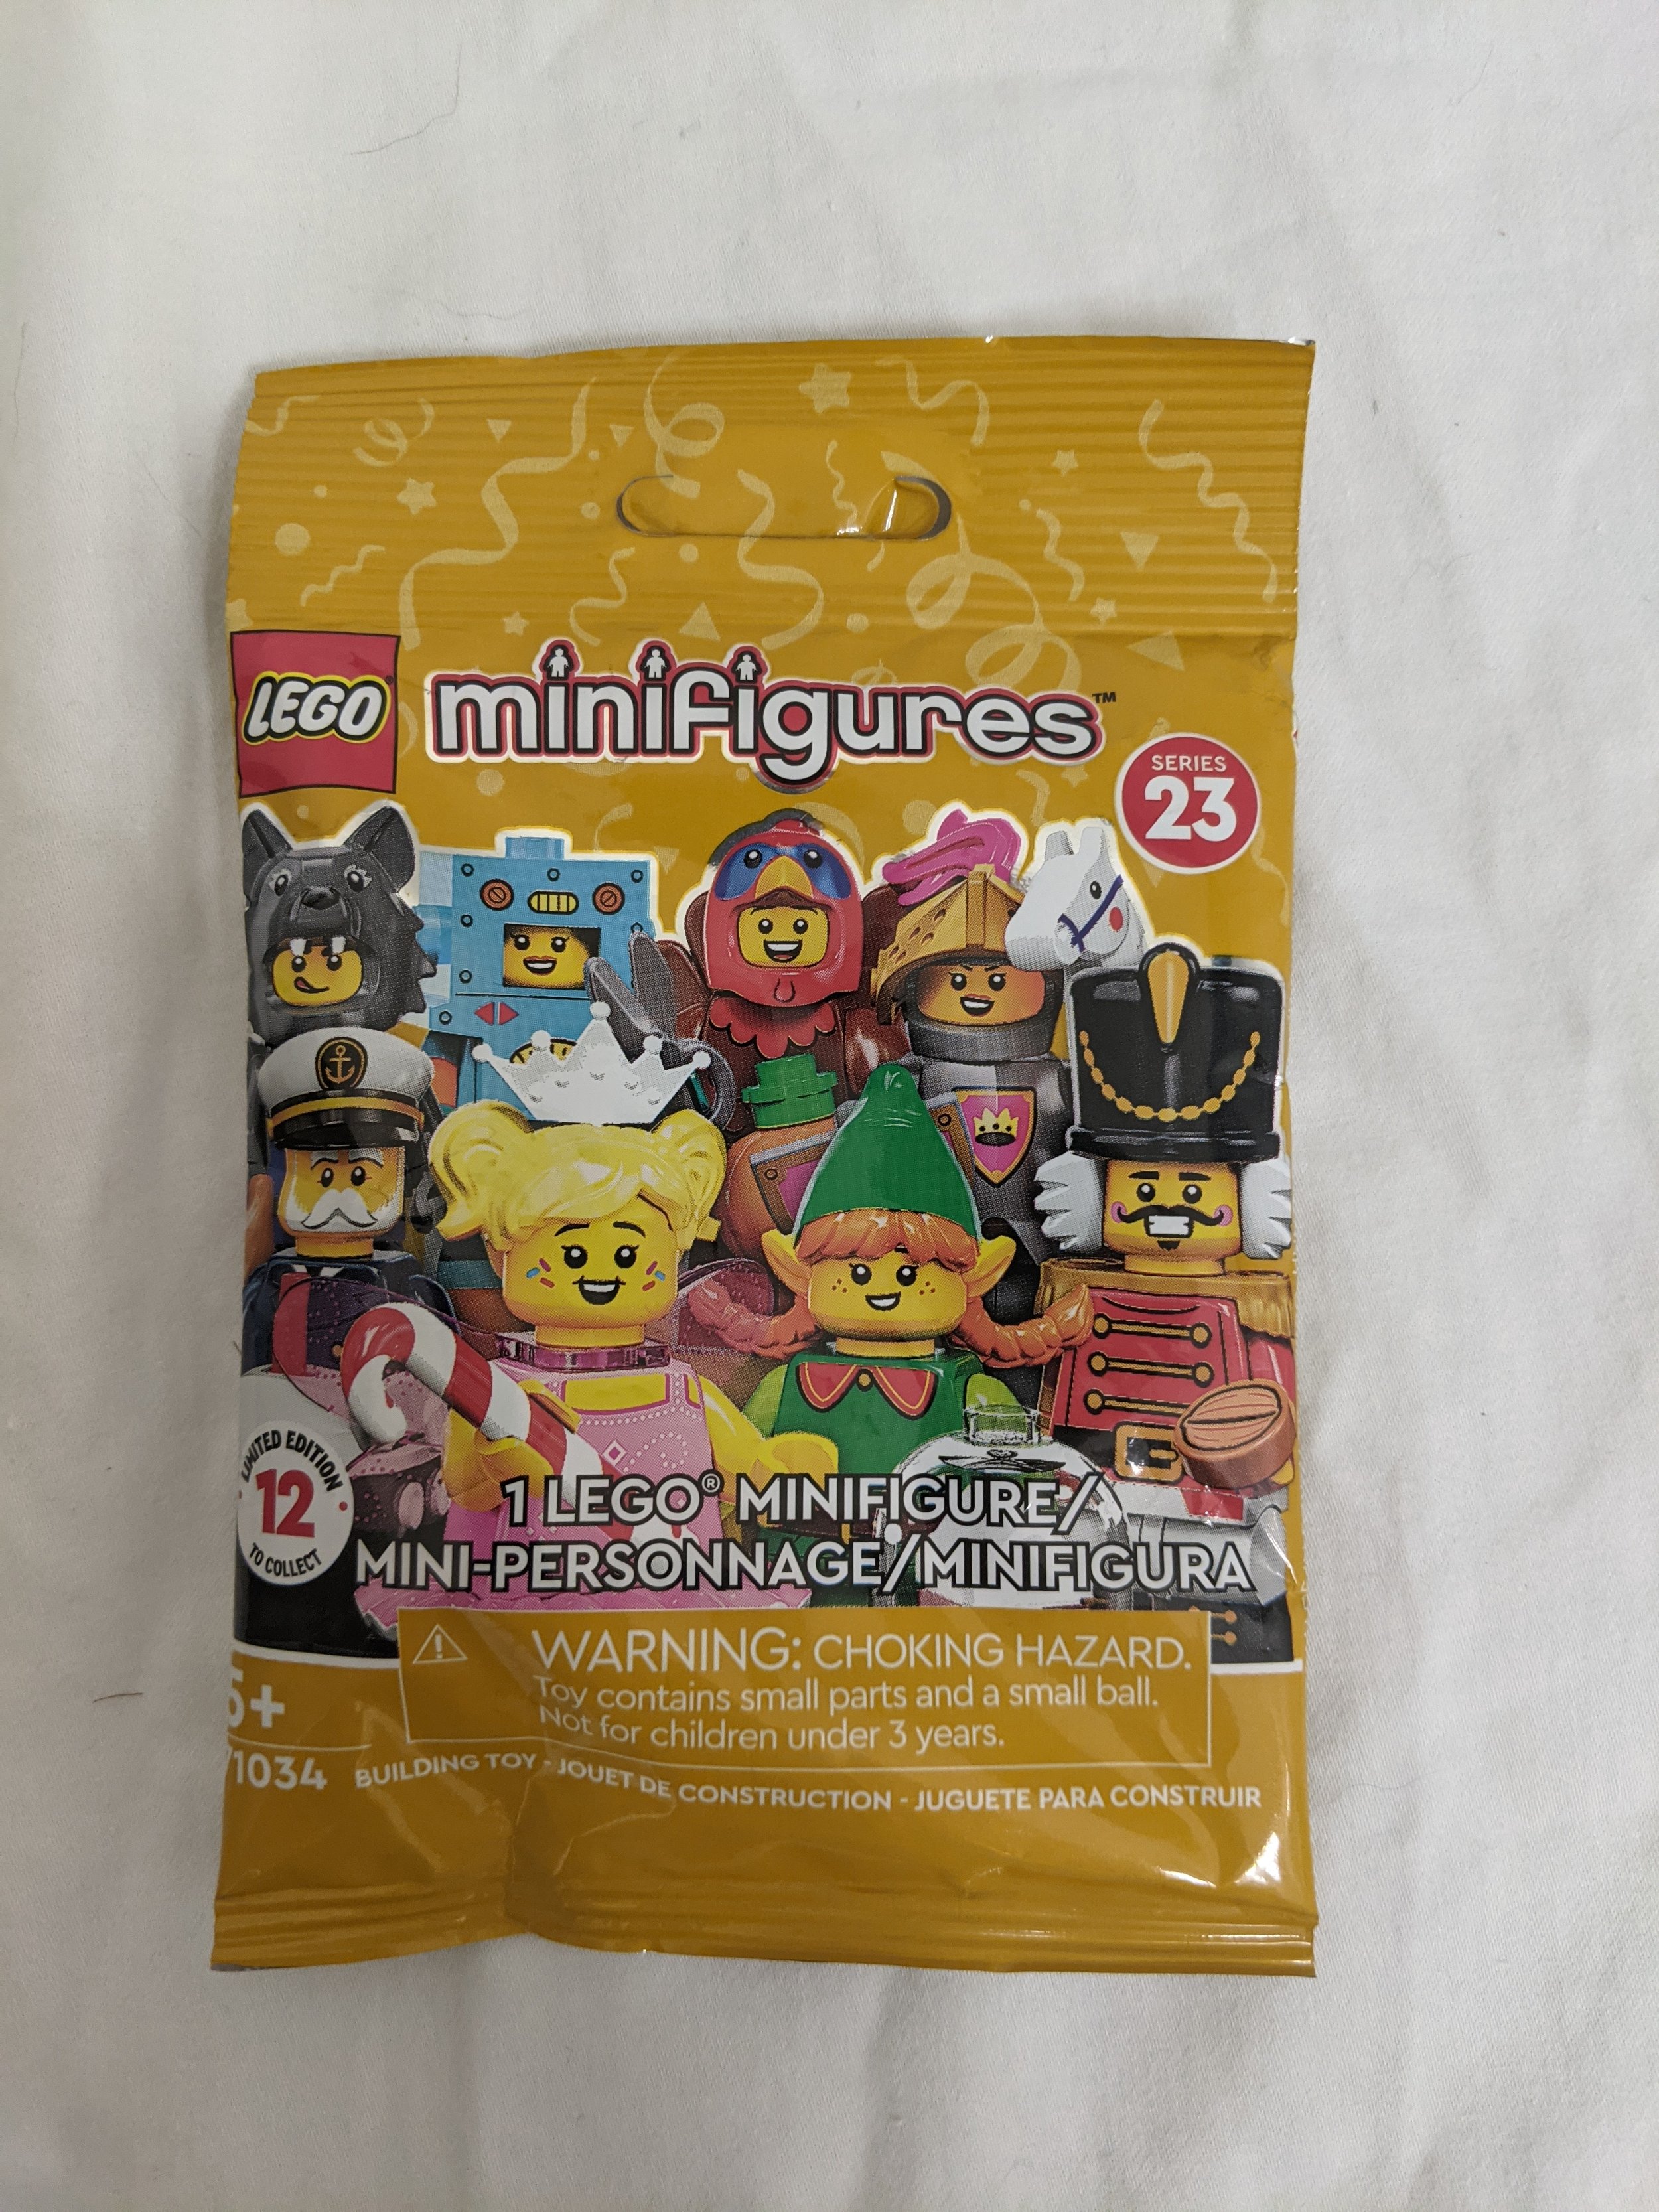 LEGO®
minifigures™
SERIES
23
LIMITED EDITION
12
TO COLLECT
1 LEGO® MINIFIGURE/
MINI-PERSONNAGE/MINIFIGURA
WARNING: CHOKING HAZARD.
Toy contains small parts and a small ball.
Not for children under 3 years.
5+
71034
BUILDING TOY - JOUET DE CONSTRUCTION - JUGUETE PARA CONSTRUIR